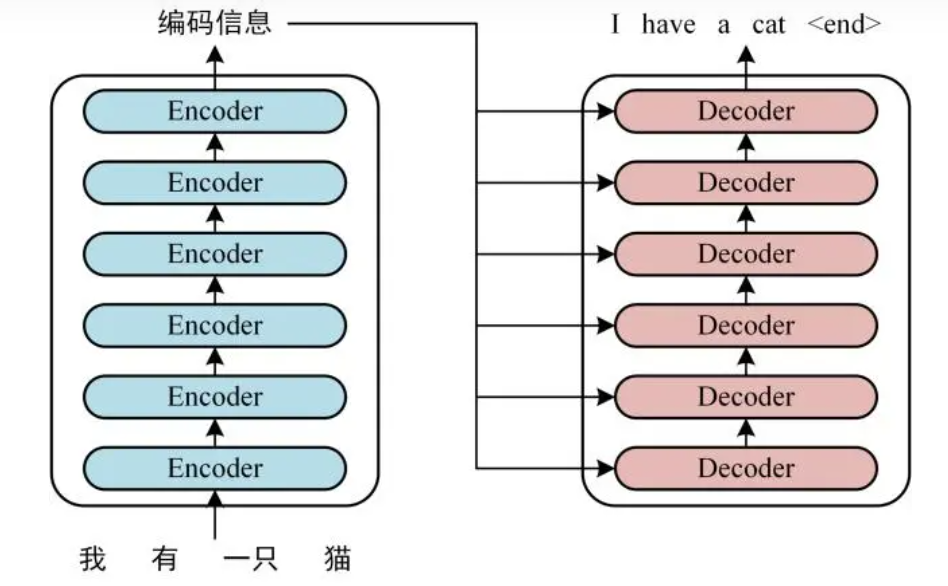 编码信息
I have a cat <end>
Encoder
Decoder
Encoder
Decoder
Encoder
Decoder
Encoder
Decoder
Encoder
Decoder
Encoder
Decoder
我 有 一只 猫